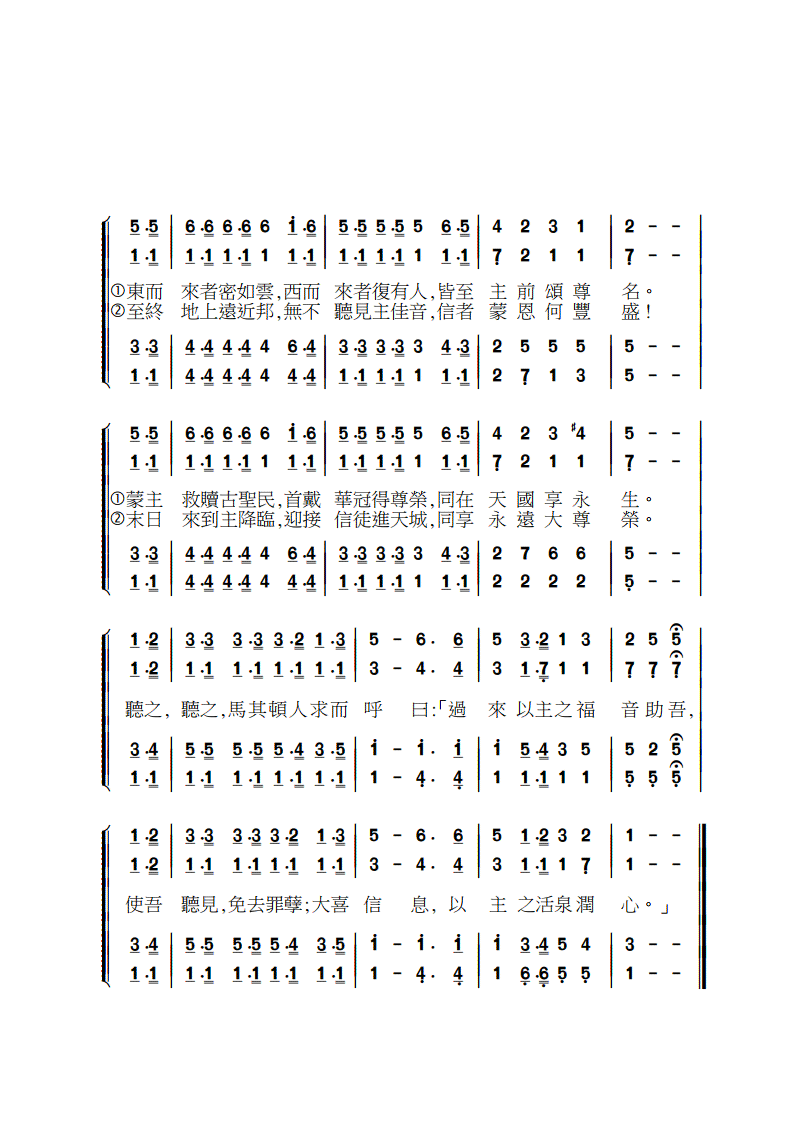 5 .5 | 6 .6 6 .6 6 i .6 | 5 .5 5 .5 5 6 .5 | 4 2 3 1 | 2 - - |
1 .1 | 1 .1 1 .1 1 1 .1 | 1 .1 1 .1 1 1 .1 | 7 2 1 1 | 7 - - |
①東而 來者密如雲,西而 來者復有人,皆至 主 前 頌 尊 名。
②至終 地上遠近邦,無不 聽見主佳音,信者 蒙 恩 何 豐 盛!
3 .3 | 4 .4 4 .4 4 6 .4 | 3 .3 3 .3 3 4 .3 | 2 5 5 5 | 5 - - |
1 .1 | 4 .4 4 .4 4 4 .4 | 1 .1 1 .1 1 1 .1 | 2 7 1 3 | 5 - - |
5 .5 | 6 .6 6 .6 6 i .6 | 5 .5 5 .5 5 6 .5 | 4 2 3 ♯4 | 5 - - |
1 .1 | 1 .1 1 .1 1 1 .1 | 1 .1 1 .1 1 1 .1 | 7 2 1 1 | 7 - - |
①蒙主 救贖古聖民,首戴 華冠得尊榮,同在 天 國 享 永 生。
②末日 來到主降臨,迎接 信徒進天城,同享 永 遠 大 尊 榮。
3 .3 | 4 .4 4 .4 4 6 .4 | 3 .3 3 .3 3 4 .3 | 2 7 6 6 | 5 - - |
1 .1 | 4 .4 4 .4 4 4 .4 | 1 .1 1 .1 1 1 .1 | 2 2 2 2 | 5 - - |
1 .2 | 3 .3 3 .3 3 .2 1 .3 | 5 - 6 . 6 | 5 3 .2 1 3 | 2 5 5
1 .2 | 1 .1 1 .1 1 .1 1 .1 | 3 - 4 . 4 | 3 1 .7 1 1 | 7 7 7
聽之, 聽之,馬其頓人求而 呼 曰:「過 來 以主之福 音助吾,
3 .4 | 5 .5 5 .5 5 .4 3 .5 | i - i . i | i 5 .4 3 5 | 5 2 5
1 .1 | 1 .1 1 .1 1 .1 1 .1 | 1 - 4 . 4 | 1 1 .1 1 1 | 5 5 5
1 .2 | 3 .3 3 .3 3 .2 1 .3 | 5 - 6 . 6 | 5 1 .2 3 2 | 1 - -
1 .2 | 1 .1 1 .1 1 .1 1 .1 | 3 - 4 . 4 | 3 1 .1 1 7 | 1 - -
使吾 聽見,免去罪孽;大喜 信 息, 以 主 之活泉潤 心。」
3 .4 | 5 .5 5 .5 5 .4 3 .5 | i - i . i | i 3 .4 5 4 | 3 - -
1 .1 | 1 .1 1 .1 1 .1 1 .1 | 1 - 4 . 4 | 1 6 .6 5 5 | 1 - -